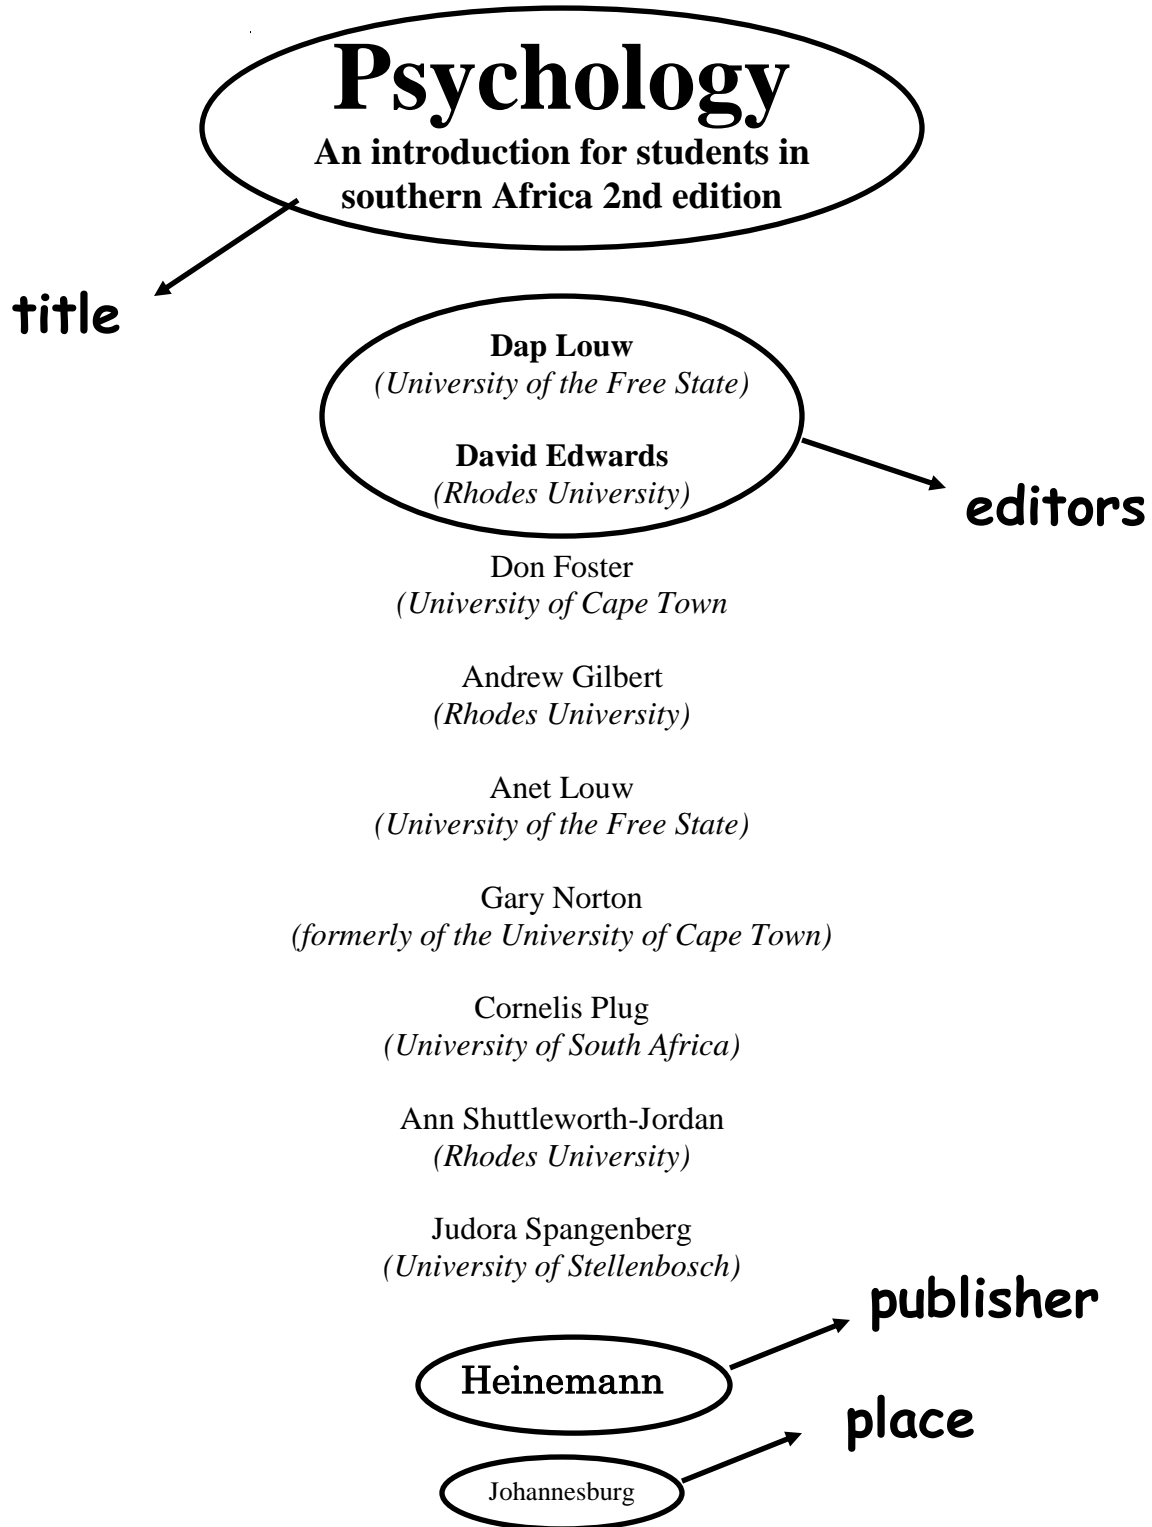 Psychology
An introduction for students in
southern Africa 2nd edition
title
Dap Louw
(University of the Free State)
David Edwards
(Rhodes University)
editors
Don Foster
(University of Cape Town
Andrew Gilbert
(Rhodes University)
Anet Louw
(University of the Free State)
Gary Norton
(formerly of the University of Cape Town)
Cornelis Plug
(University of South Africa)
Ann Shuttleworth-Jordan
(Rhodes University)
Judora Spangenberg
(University of Stellenbosch)
publisher
Heinemann
place
Johannesburg